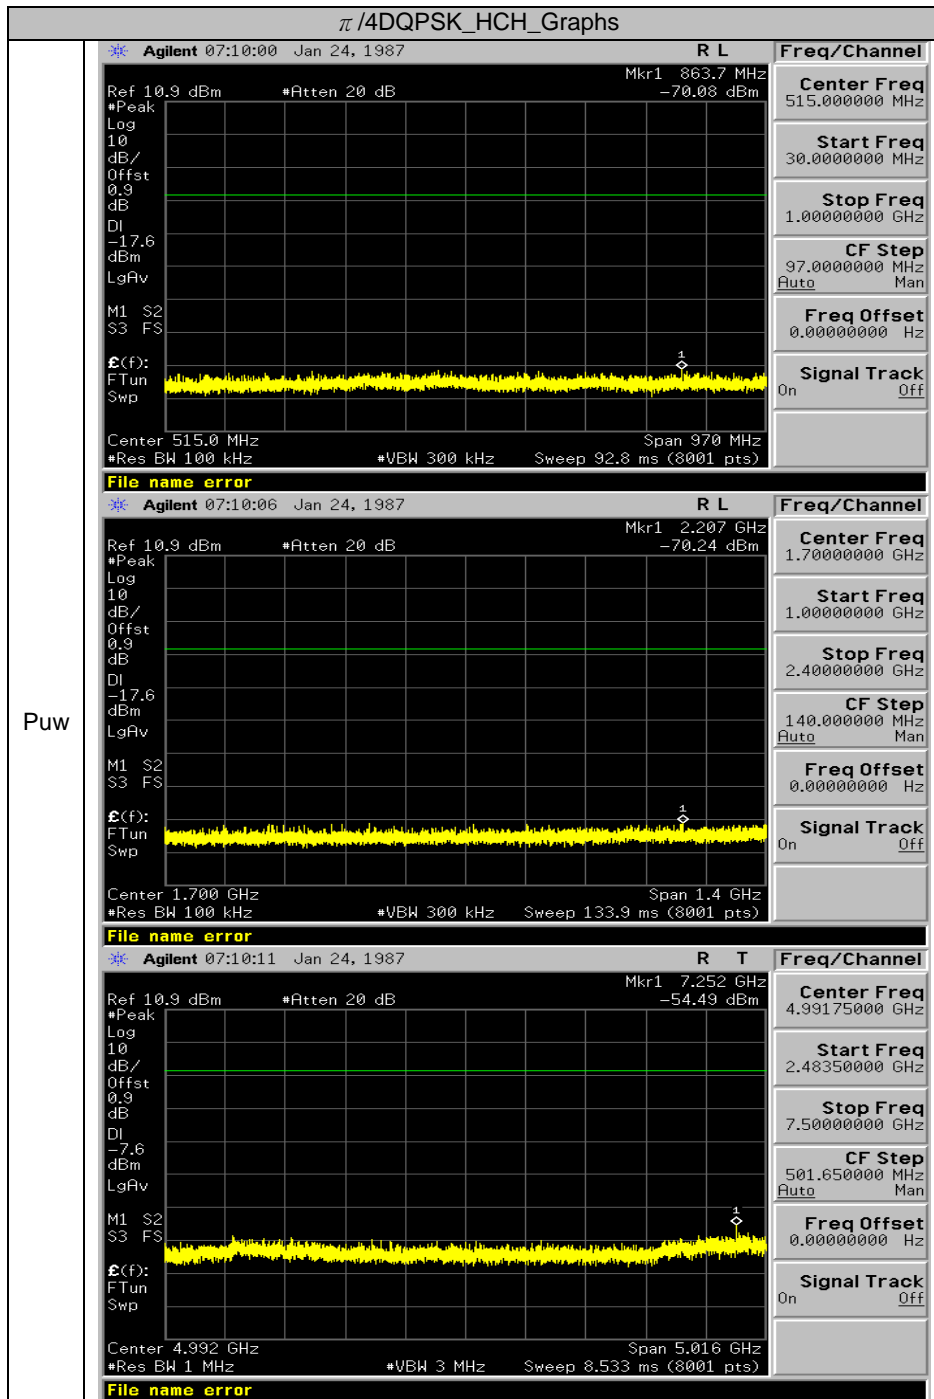 π/4DQPSK_HCH_Graphs
Puw
Agilent 07:10:00 Jan 24, 1987 R L
Mkr1 863.7 MHz
Ref 10.9 dBm #Atten 20 dB -70.08 dBm
#Peak
Log
10
dB/
Offst
0.9
dB
DI
-17.6
dBm
LgAv
M1 S2
S3 FS
£(f):
FTun
Swp
1
Center 515.0 MHz Span 970 MHz
#Res BW 100 kHz #VBW 300 kHz Sweep 92.8 ms (8001 pts)
File name error
Freq/Channel
Center Freq
515.000000 MHz
Start Freq
30.0000000 MHz
Stop Freq
1.00000000 GHz
CF Step
97.0000000 MHz
Auto Man
Freq Offset
0.00000000 Hz
Signal Track
On Off
Agilent 07:10:06 Jan 24, 1987 R L
Mkr1 2.207 GHz
Ref 10.9 dBm #Atten 20 dB -70.24 dBm
#Peak
Log
10
dB/
Offst
0.9
dB
DI
-17.6
dBm
LgAv
M1 S2
S3 FS
£(f):
FTun
Swp
1
Center 1.700 GHz Span 1.4 GHz
#Res BW 100 kHz #VBW 300 kHz Sweep 133.9 ms (8001 pts)
File name error
Freq/Channel
Center Freq
1.70000000 GHz
Start Freq
1.00000000 GHz
Stop Freq
2.40000000 GHz
CF Step
140.000000 MHz
Auto Man
Freq Offset
0.00000000 Hz
Signal Track
On Off
Agilent 07:10:11 Jan 24, 1987 R T
Mkr1 7.252 GHz
Ref 10.9 dBm #Atten 20 dB -54.49 dBm
#Peak
Log
10
dB/
Offst
0.9
dB
DI
-7.6
dBm
LgAv
M1 S2
S3 FS
£(f):
FTun
Swp
1
Center 4.992 GHz Span 5.016 GHz
#Res BW 1 MHz #VBW 3 MHz Sweep 8.533 ms (8001 pts)
File name error
Freq/Channel
Center Freq
4.99175000 GHz
Start Freq
2.48350000 GHz
Stop Freq
7.50000000 GHz
CF Step
501.650000 MHz
Auto Man
Freq Offset
0.00000000 Hz
Signal Track
On Off